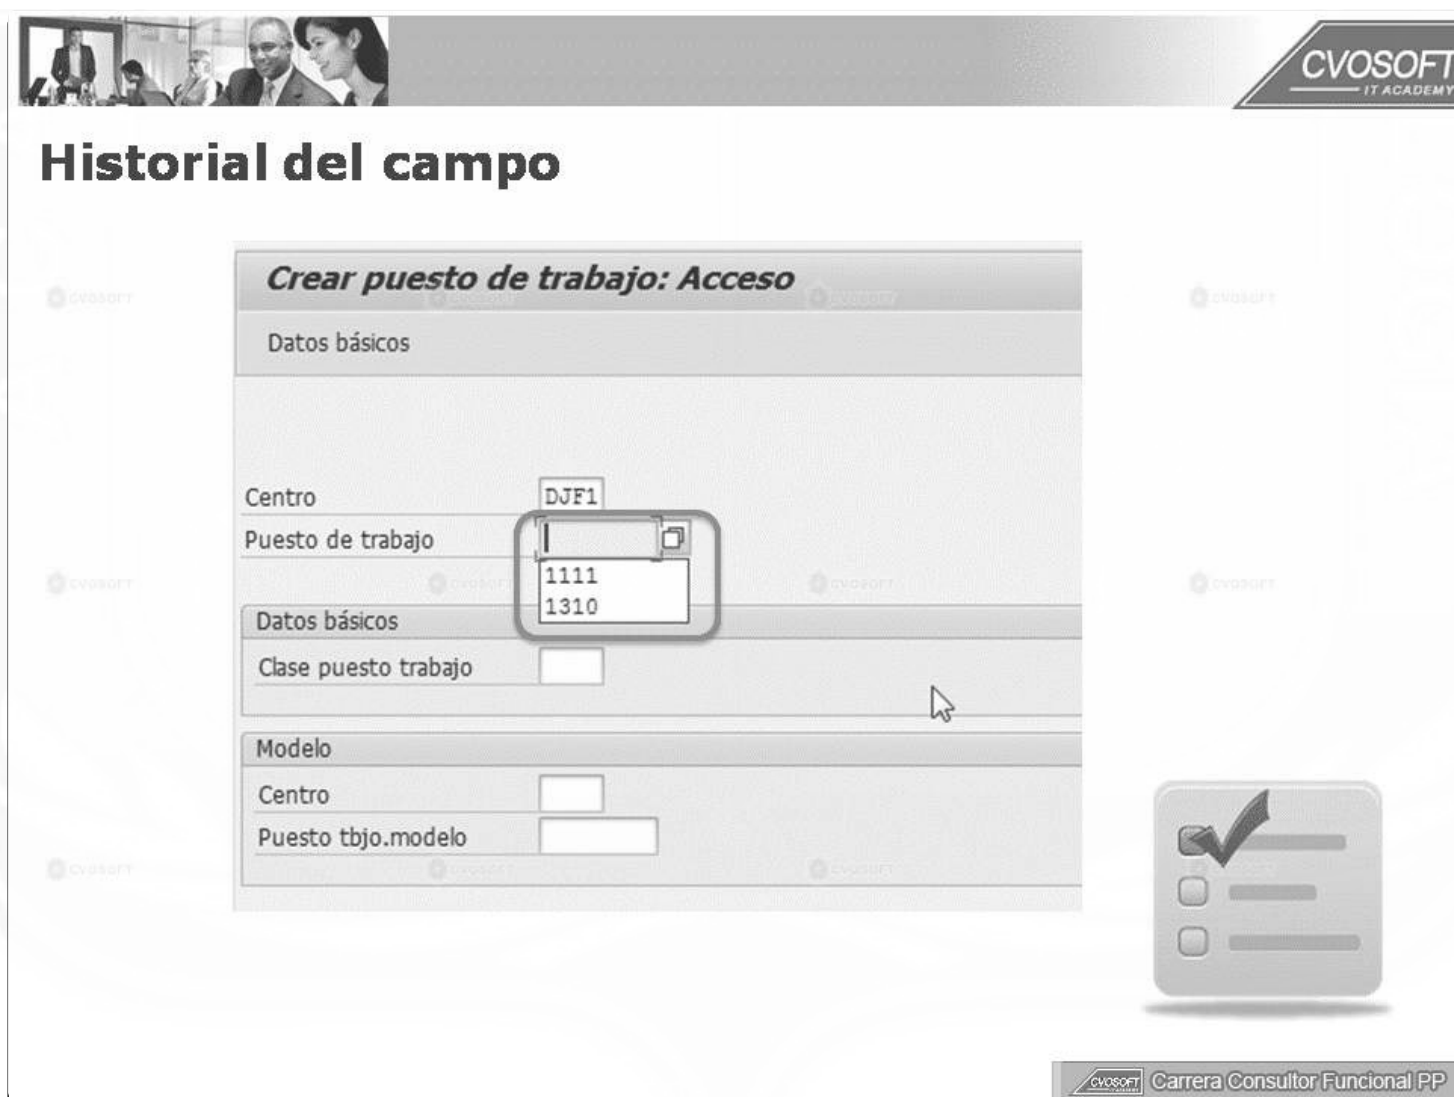 CVOSOFT
IT ACADEMY
Historial del campo
Crear puesto de trabajo: Acceso
Datos básicos
Centro
DJF1
Puesto de trabajo
1111
1310
Datos básicos
Clase puesto trabajo
Modelo
Centro
Puesto tbjo.modelo
CVOSOFT
Carrera Consultor Funcional PP